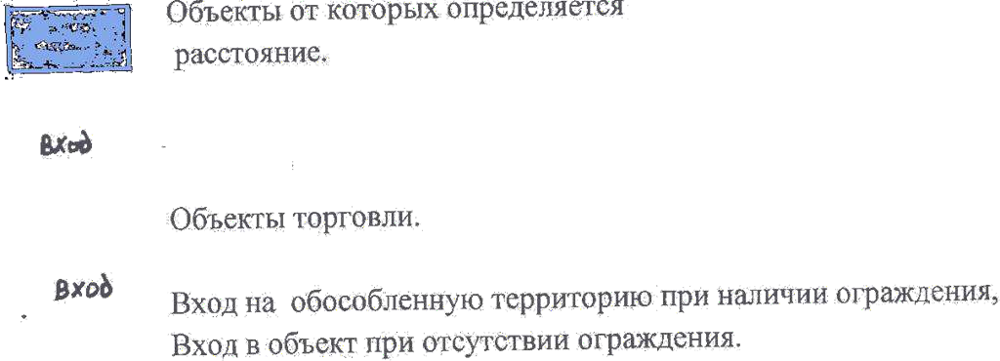 Объекты от которых определяется
расстояние.
вход
Объекты торговли.
вход
Вход на обособленную территорию при наличии ограждения,
Вход в объект при отсутствии ограждения.